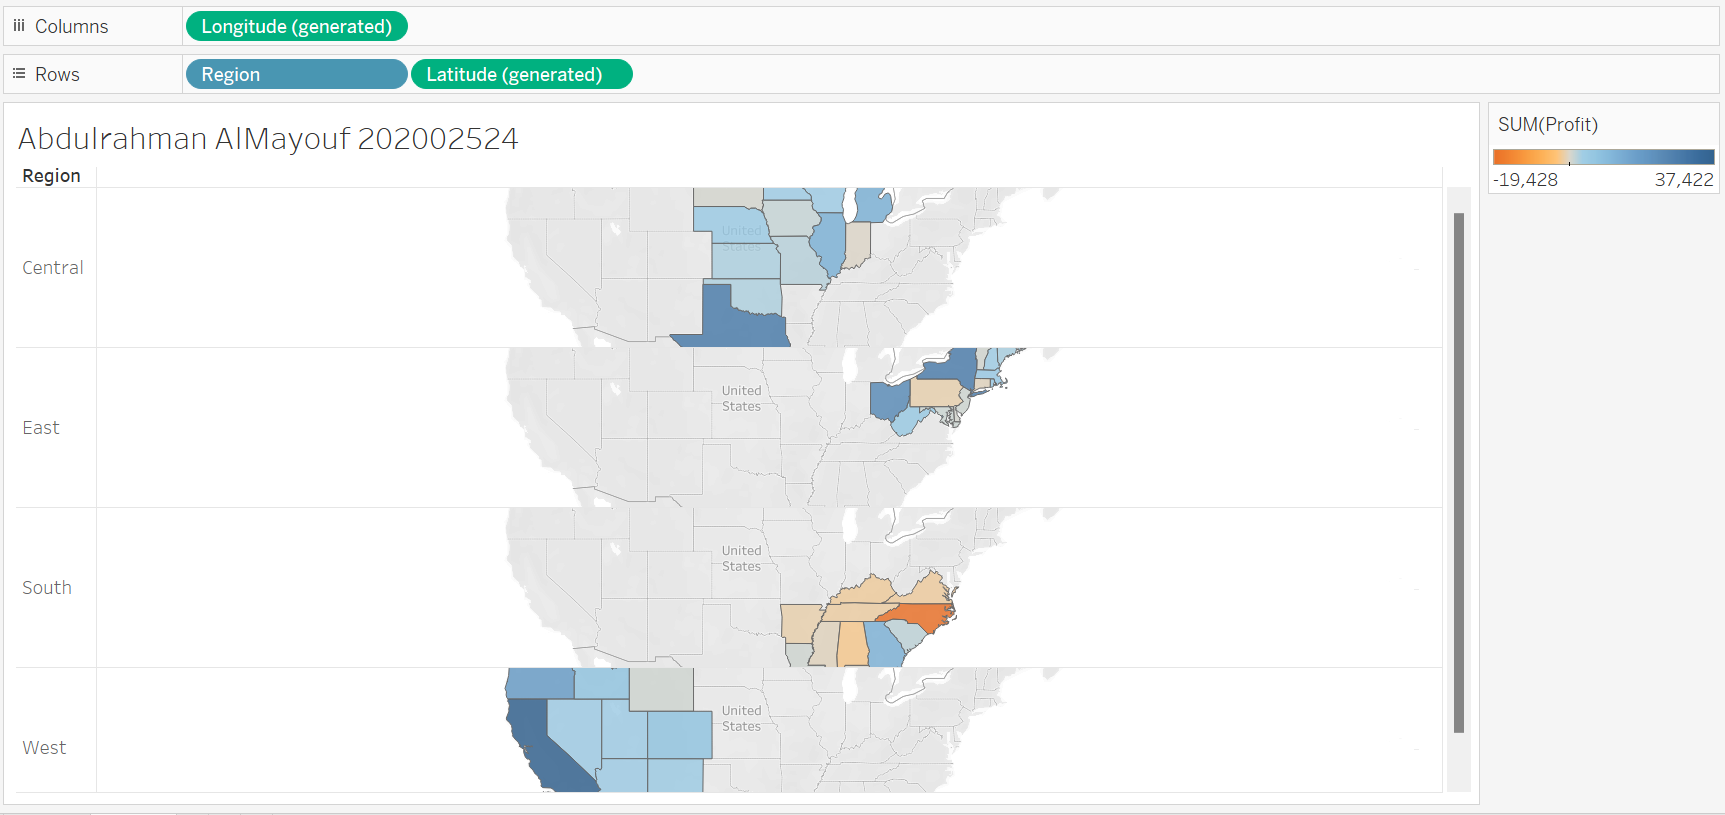 Columns
Longitude (generated)
Rows
Region
Latitude (generated)
Abdulrahman AlMayouf 202002524
Region
SUM(Profit)
-19,428
37,422
Central
United
States
East
United
States
South
United
States
West
United
States